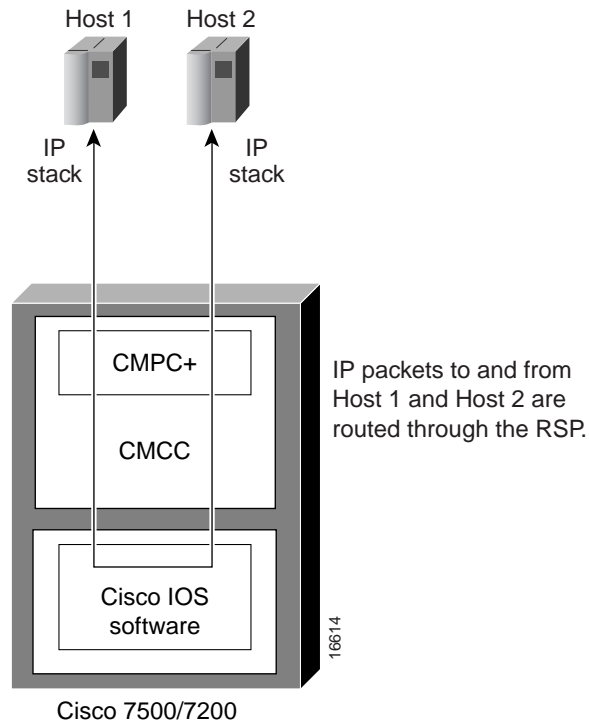 Host 1
Host 2
IP
stack
IP
stack
CMPC+
CMCC
IP packets to and from
Host 1 and Host 2 are
routed through the RSP.
Cisco IOS
software
16614
Cisco 7500/7200